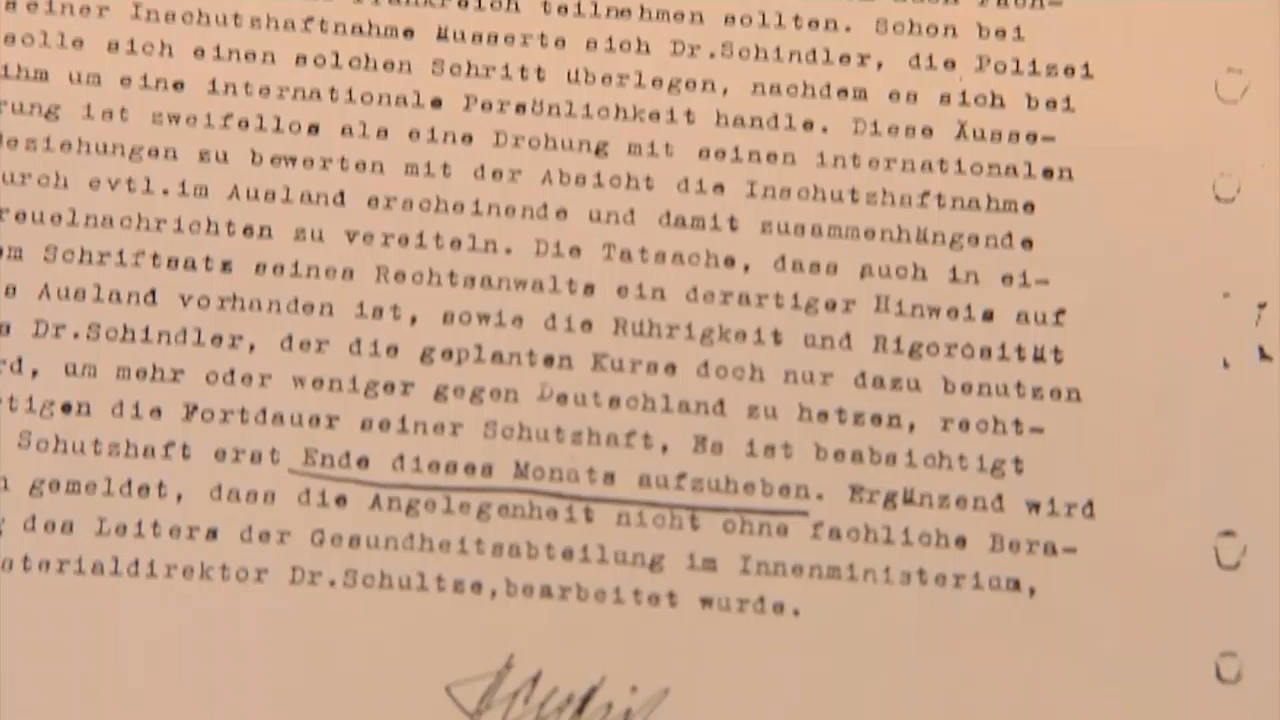 Frankreich teilnehmen sollten. Schon bei
seiner Inschutzhaftnahme äusserte sich Dr.Schindler, die Polizei
solle sich einen solchen Schritt überlegen, nachdem es sich bei
ihm um eine internationale Persönlichkeit handle. Diese Äusse-
rung ist zweifellos als eine Drohung mit seinen internationalen
Beziehungen zu bewerten mit der Absicht die Inschutzhaftnahme
urch evtl.im Ausland erscheinende und damit zusammenhängende
reuelnachrichten zu vereiteln. Die Tatsache, dass auch in ei-
em Schriftsatz seines Rechtsanwalts ein derartiger Hinweis auf
s Ausland vorhanden ist, sowie die Rührigkeit und Rigorosität
s Dr.Schindler, der die geplanten Kurse doch nur dazu benutzen
rd, um mehr oder weniger gegen Deutschland zu hetzen, recht-
tigen die Fortdauer seiner Schutzhaft. Es ist beabsichtigt
Schutzhaft erst Ende dieses Monats aufzuheben. Ergänzend wird
n gemeldet, dass die Angelegenheit nicht ohne fachliche Bera-
g des Leiters der Gesundheitsabteilung im Innenministerium,
sterialdirektor Dr.Schultze,bearbeitet wurde.